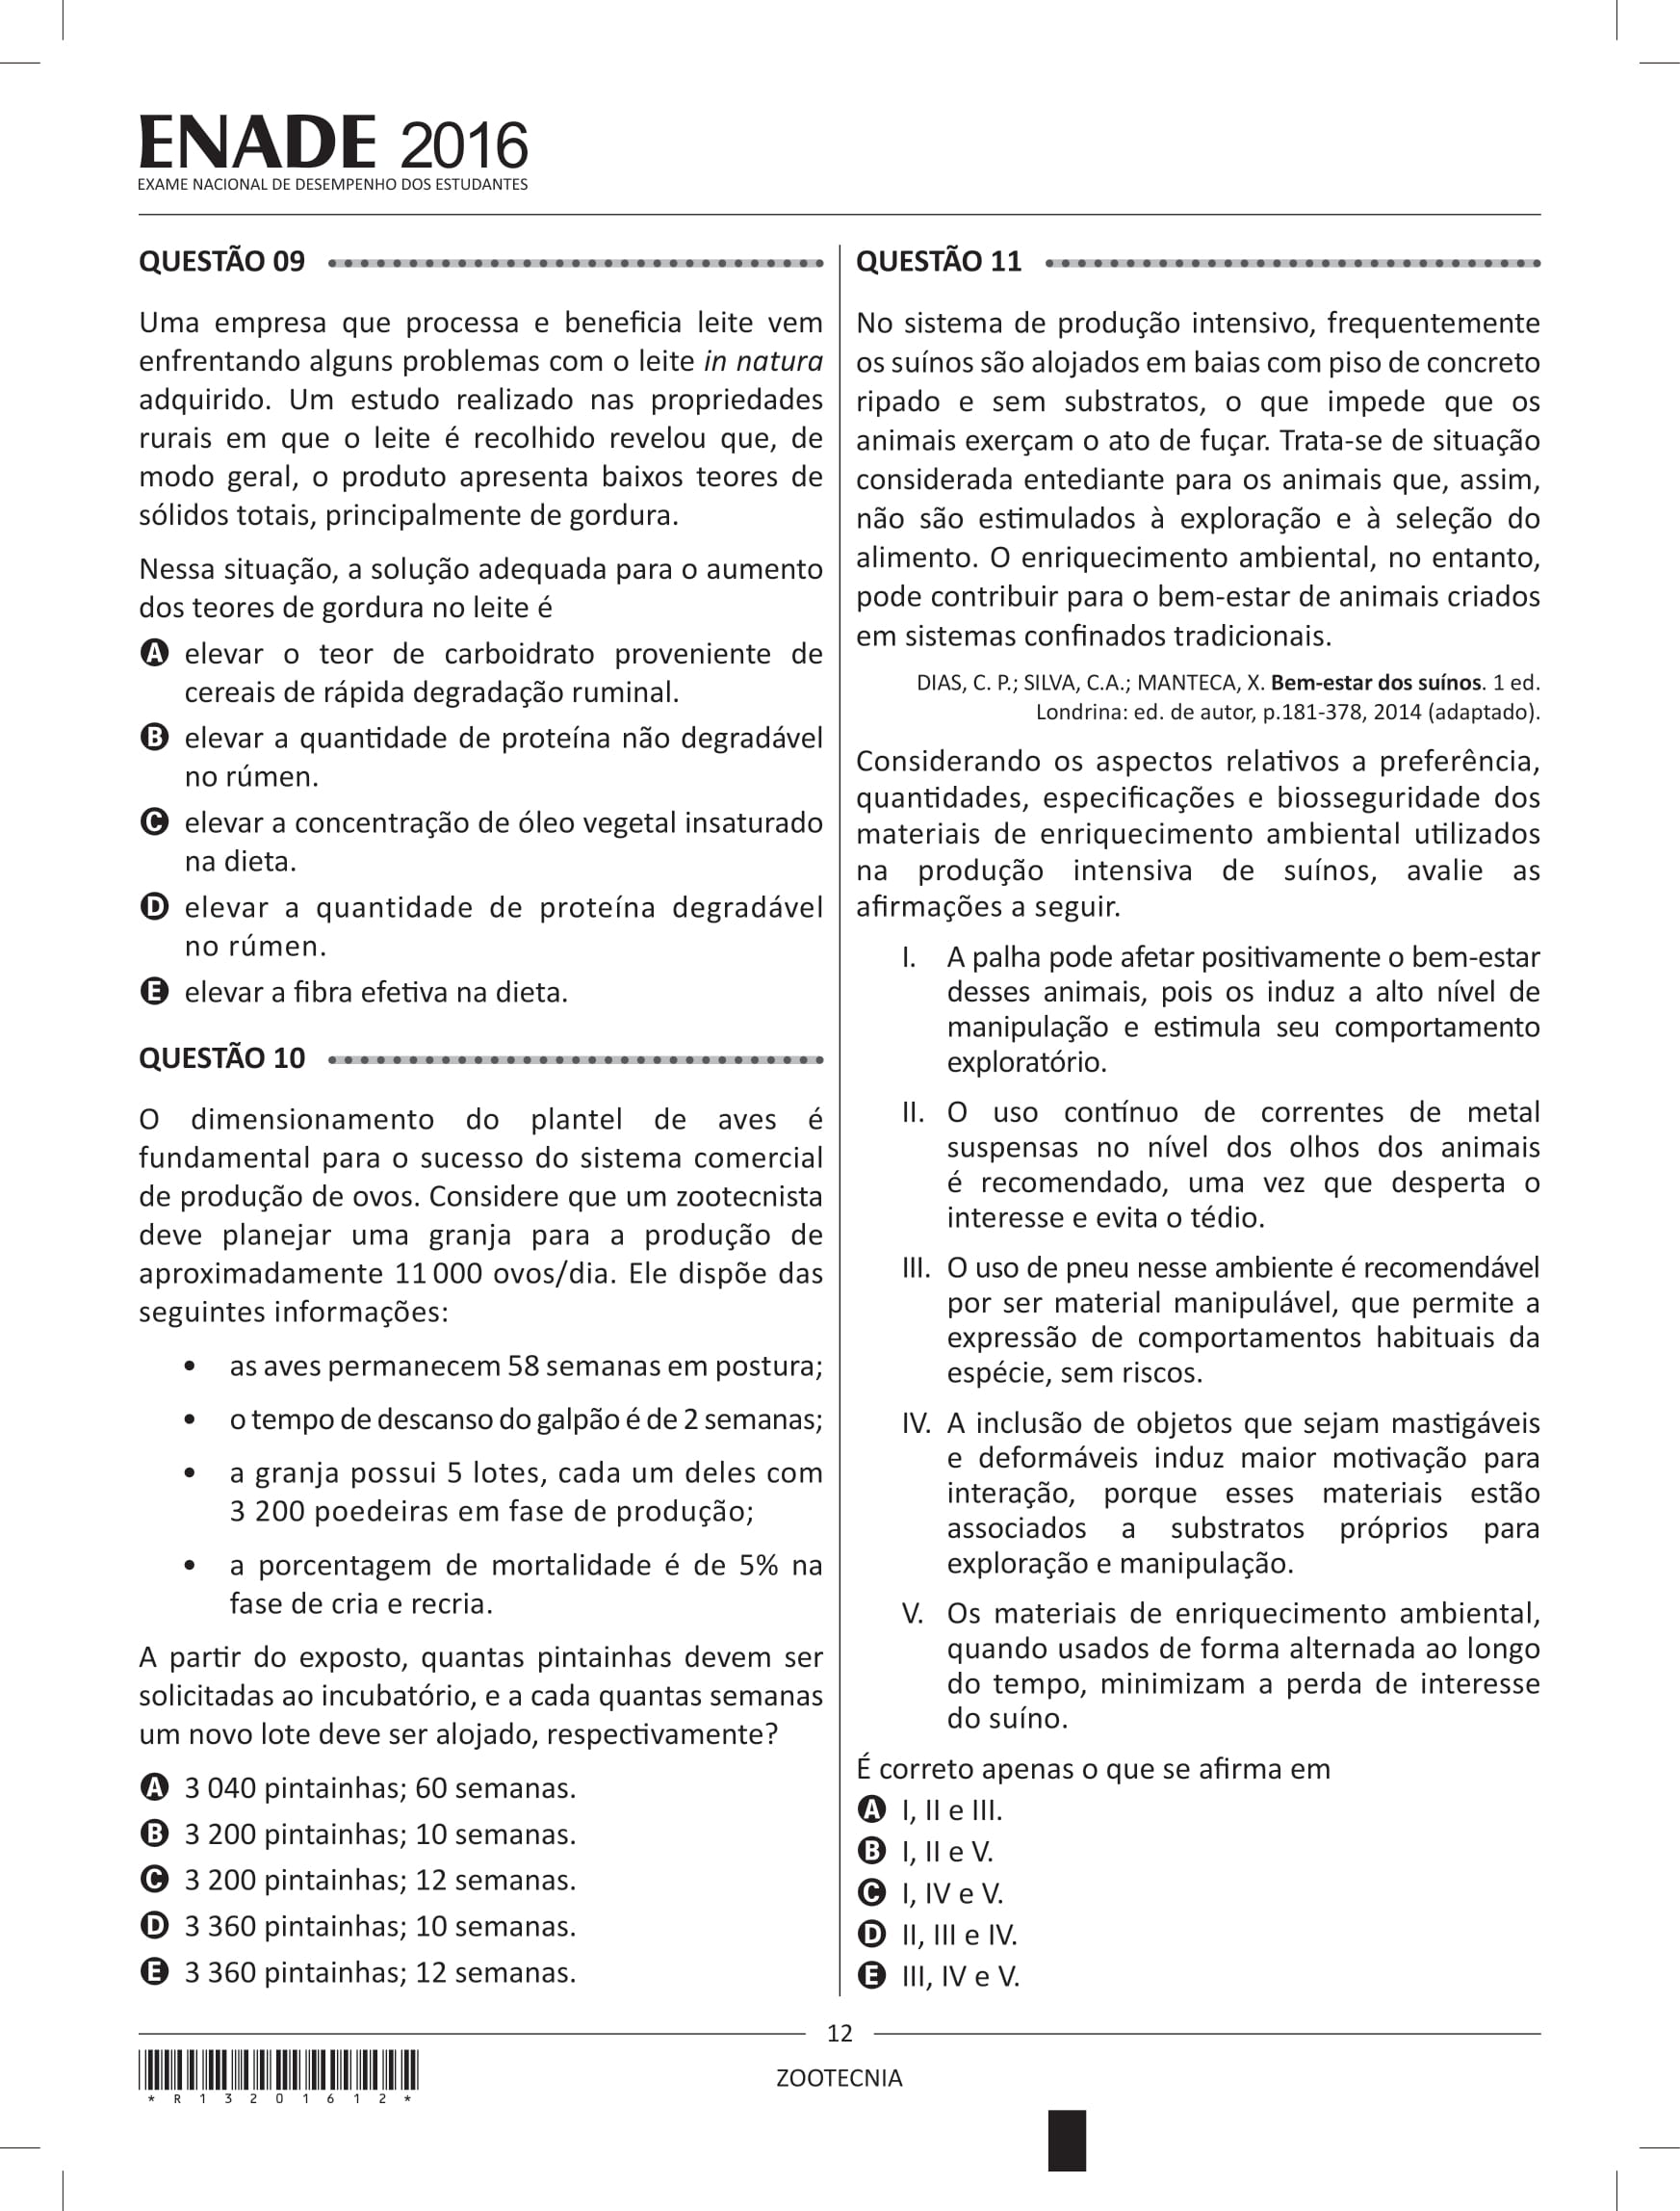 ENADE 2016
EXAME NACIONAL DE DESEMPENHO DOS ESTUDANTES
QUESTÃO 09
Uma empresa que processa e beneficia leite vem
enfrentando alguns problemas com o leite in natura
adquirido. Um estudo realizado nas propriedades
rurais em que o leite é recolhido revelou que, de
modo geral, o produto apresenta baixos teores de
sólidos totais, principalmente de gordura.
Nessa situação, a solução adequada para o aumento
dos teores de gordura no leite é
A elevar o teor de carboidrato proveniente de
cereais de rápida degradação ruminal.
B elevar a quantidade de proteína não degradável
no rúmen.
C elevar a concentração de óleo vegetal insaturado
na dieta.
D elevar a quantidade de proteína degradável
no rúmen.
E elevar a fibra efetiva na dieta.
QUESTÃO 10
O dimensionamento do plantel de aves é
fundamental para o sucesso do sistema comercial
de produção de ovos. Considere que um zootecnista
deve planejar uma granja para a produção de
aproximadamente 11 000 ovos/dia. Ele dispõe das
seguintes informações:
• as aves permanecem 58 semanas em postura;
• o tempo de descanso do galpão é de 2 semanas;
• a granja possui 5 lotes, cada um deles com
3 200 poedeiras em fase de produção;
• a porcentagem de mortalidade é de 5% na
fase de cria e recria.
A partir do exposto, quantas pintainhas devem ser
solicitadas ao incubatório, e a cada quantas semanas
um novo lote deve ser alojado, respectivamente?
A 3 040 pintainhas; 60 semanas.
B 3 200 pintainhas; 10 semanas.
C 3 200 pintainhas; 12 semanas.
D 3 360 pintainhas; 10 semanas.
E 3 360 pintainhas; 12 semanas.
QUESTÃO 11
No sistema de produção intensivo, frequentemente
os suínos são alojados em baias com piso de concreto
ripado e sem substratos, o que impede que os
animais exerçam o ato de fuçar. Trata-se de situação
considerada entediante para os animais que, assim,
não são estimulados à exploração e à seleção do
alimento. O enriquecimento ambiental, no entanto,
pode contribuir para o bem-estar de animais criados
em sistemas confinados tradicionais.
DIAS, C. P.; SILVA, C.A.; MANTECA, X. Bem-estar dos suínos. 1 ed.
Londrina: ed. de autor, p.181-378, 2014 (adaptado).
Considerando os aspectos relativos a preferência,
quantidades, especificações e biosseguridade dos
materiais de enriquecimento ambiental utilizados
na produção intensiva de suínos, avalie as
afirmações a seguir.
I. A palha pode afetar positivamente o bem-estar
desses animais, pois os induz a alto nível de
manipulação e estimula seu comportamento
exploratório.
II. O uso contínuo de correntes de metal
suspensas no nível dos olhos dos animais
é recomendado, uma vez que desperta o
interesse e evita o tédio.
III. O uso de pneu nesse ambiente é recomendável
por ser material manipulável, que permite a
expressão de comportamentos habituais da
espécie, sem riscos.
IV. A inclusão de objetos que sejam mastigáveis
e deformáveis induz maior motivação para
interação, porque esses materiais estão
associados a substratos próprios para
exploração e manipulação.
V. Os materiais de enriquecimento ambiental,
quando usados de forma alternada ao longo
do tempo, minimizam a perda de interesse
do suíno.
É correto apenas o que se afirma em
A I, II e III.
B I, II e V.
C I, IV e V.
D II, III e IV.
E III, IV e V.
12
ZOOTECNIA
* R 1 3 2 0 1 6 1 2 *